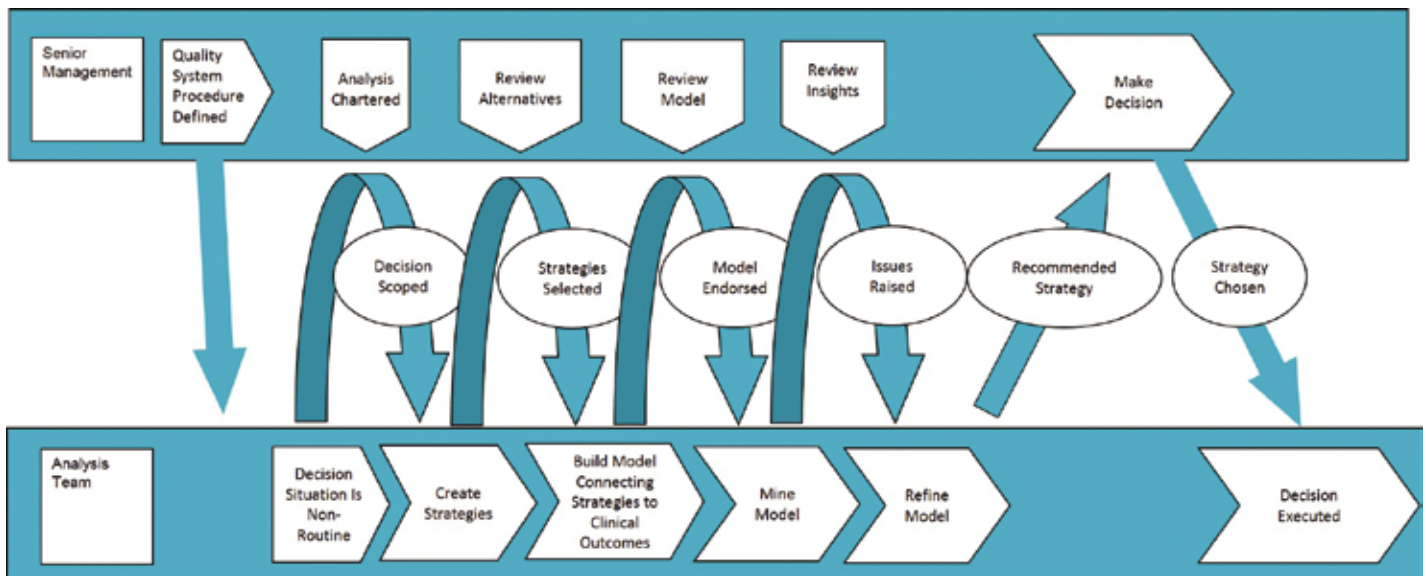 Senior
Management
Quality
System
Procedure
Defined
Analysis
Chartered
Review
Alternatives
Review
Model
Review
Insights
Make
Decision
Decision
Scoped
Strategies
Selected
Model
Endorsed
Issues
Raised
Recommended
Strategy
Strategy
Chosen
Analysis
Team
Decision
Situation Is
Non-
Routine
Create
Strategies
Build Model
Connecting
Strategies to
Clinical
Outcomes
Mine
Model
Refine
Model
Decision
Executed